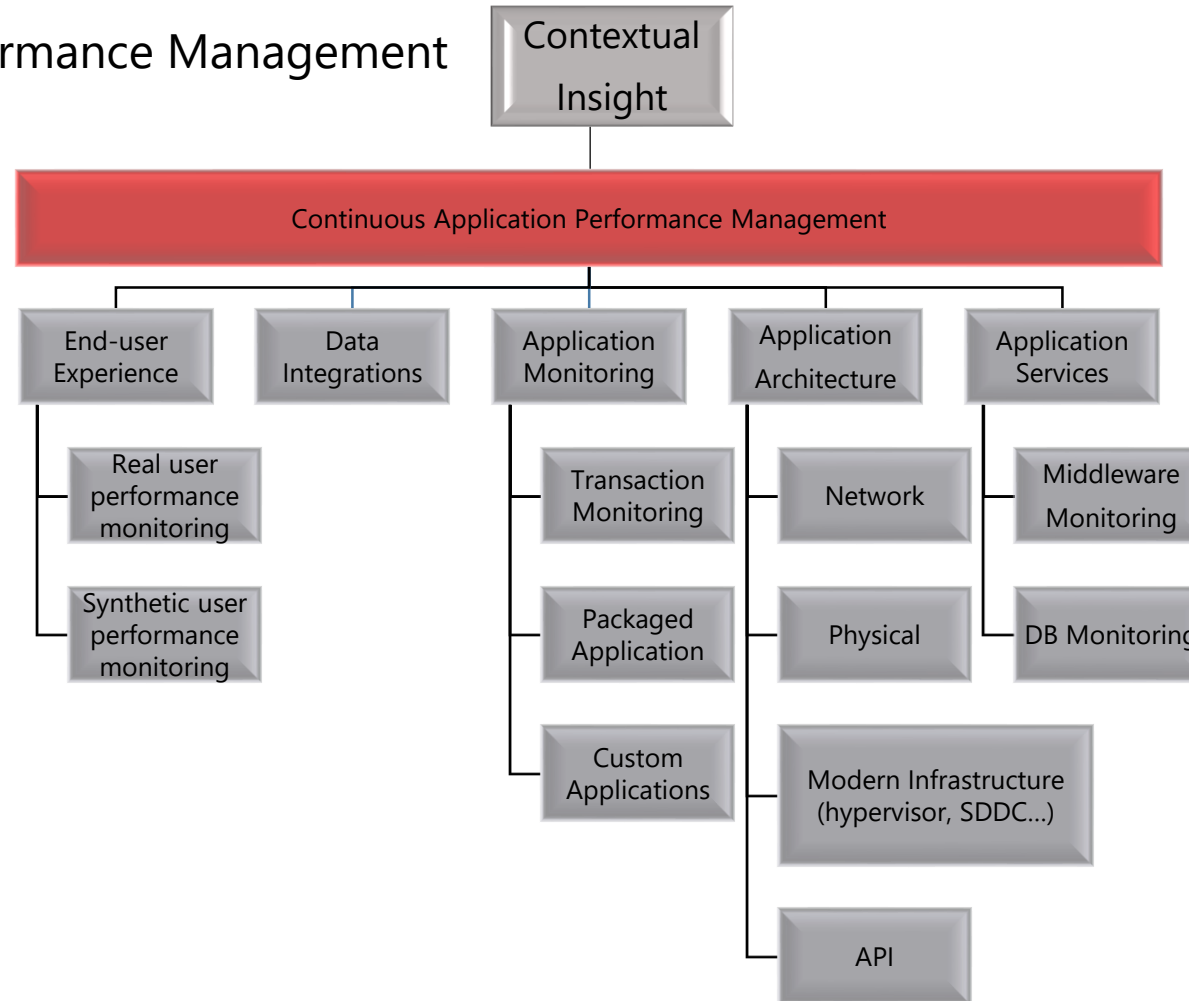 rmance Management
Contextual
Insight
Continuous Application Performance Management
End-user
Experience
Data
Integrations
Application
Monitoring
Application
Architecture
Application
Services
Real user
performance
monitoring
Synthetic user
performance
monitoring
Transaction
Monitoring
Packaged
Application
Custom
Applications
Network
Physical
Modern Infrastructure
(hypervisor, SDDC...)
API
Middleware
Monitoring
DB Monitoring